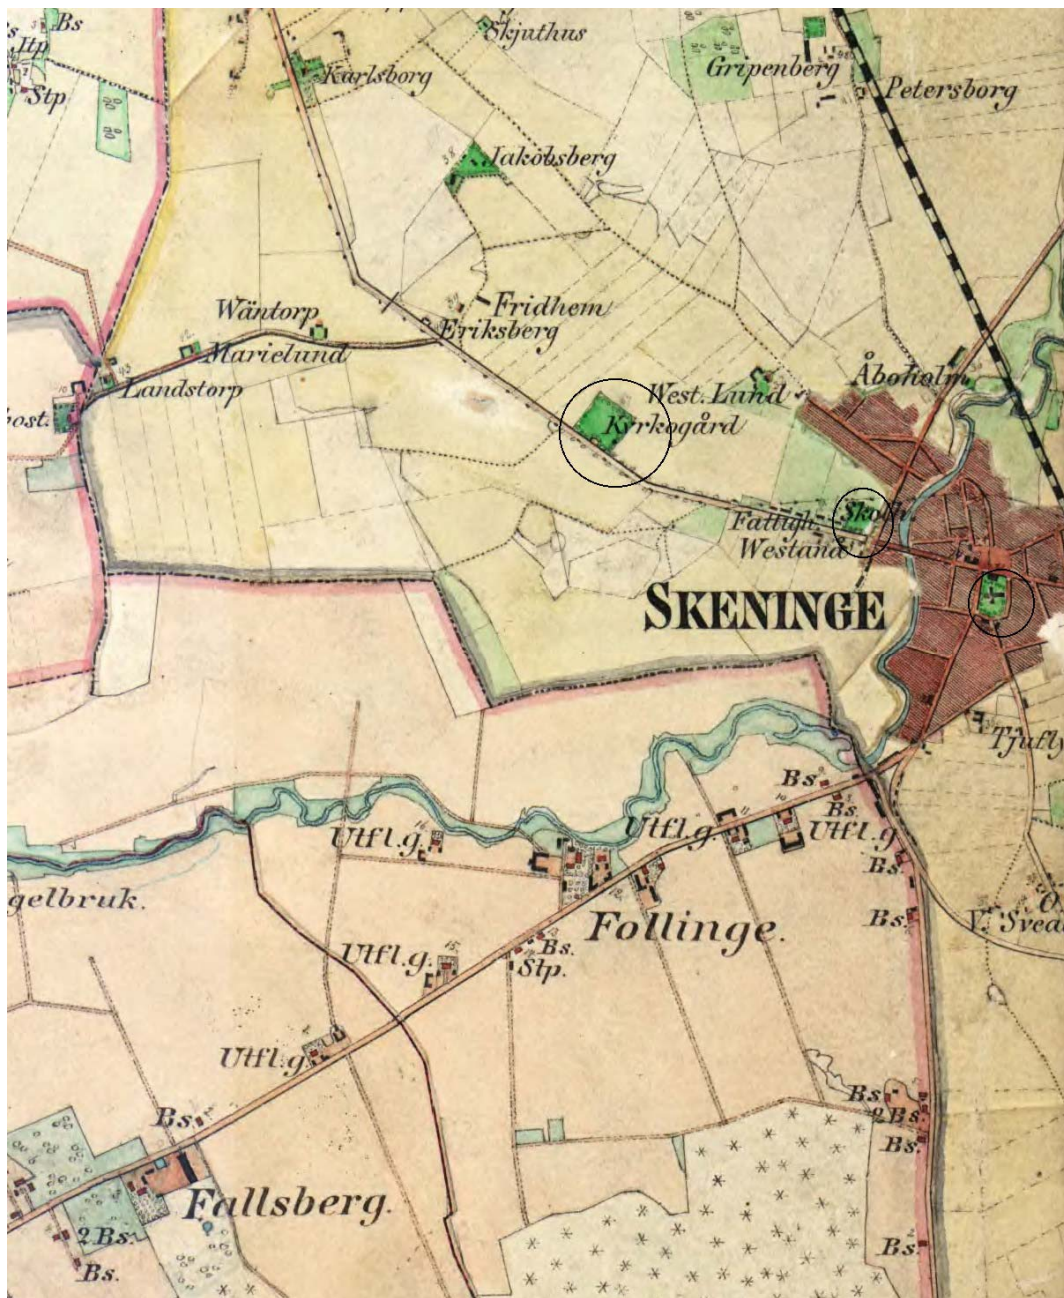 Bs
Itp
Stp
Skjuthus
Karlsborg
Gripenberg
Petersborg
Jakobsberg
Fridhem
Wäntorp
Eriksberg
Marielund
Landstorp
Åboholm
West. Lund
Kyrkogård
Skolh.
Fattigh.
Westanå
SKENINGE
Bs.
Bs.
Utfl.g.
Utfl.g.
Utfl.g
Bs.
gelbruk.
Follinge.
Bs.
V. Svea
Utfl.g.
Bs.
Stp.
Utfl.g
Bs.
Bs.
2 Bs.
Bs.
Fallsberg.
2 Bs.
Bs.
Bs.